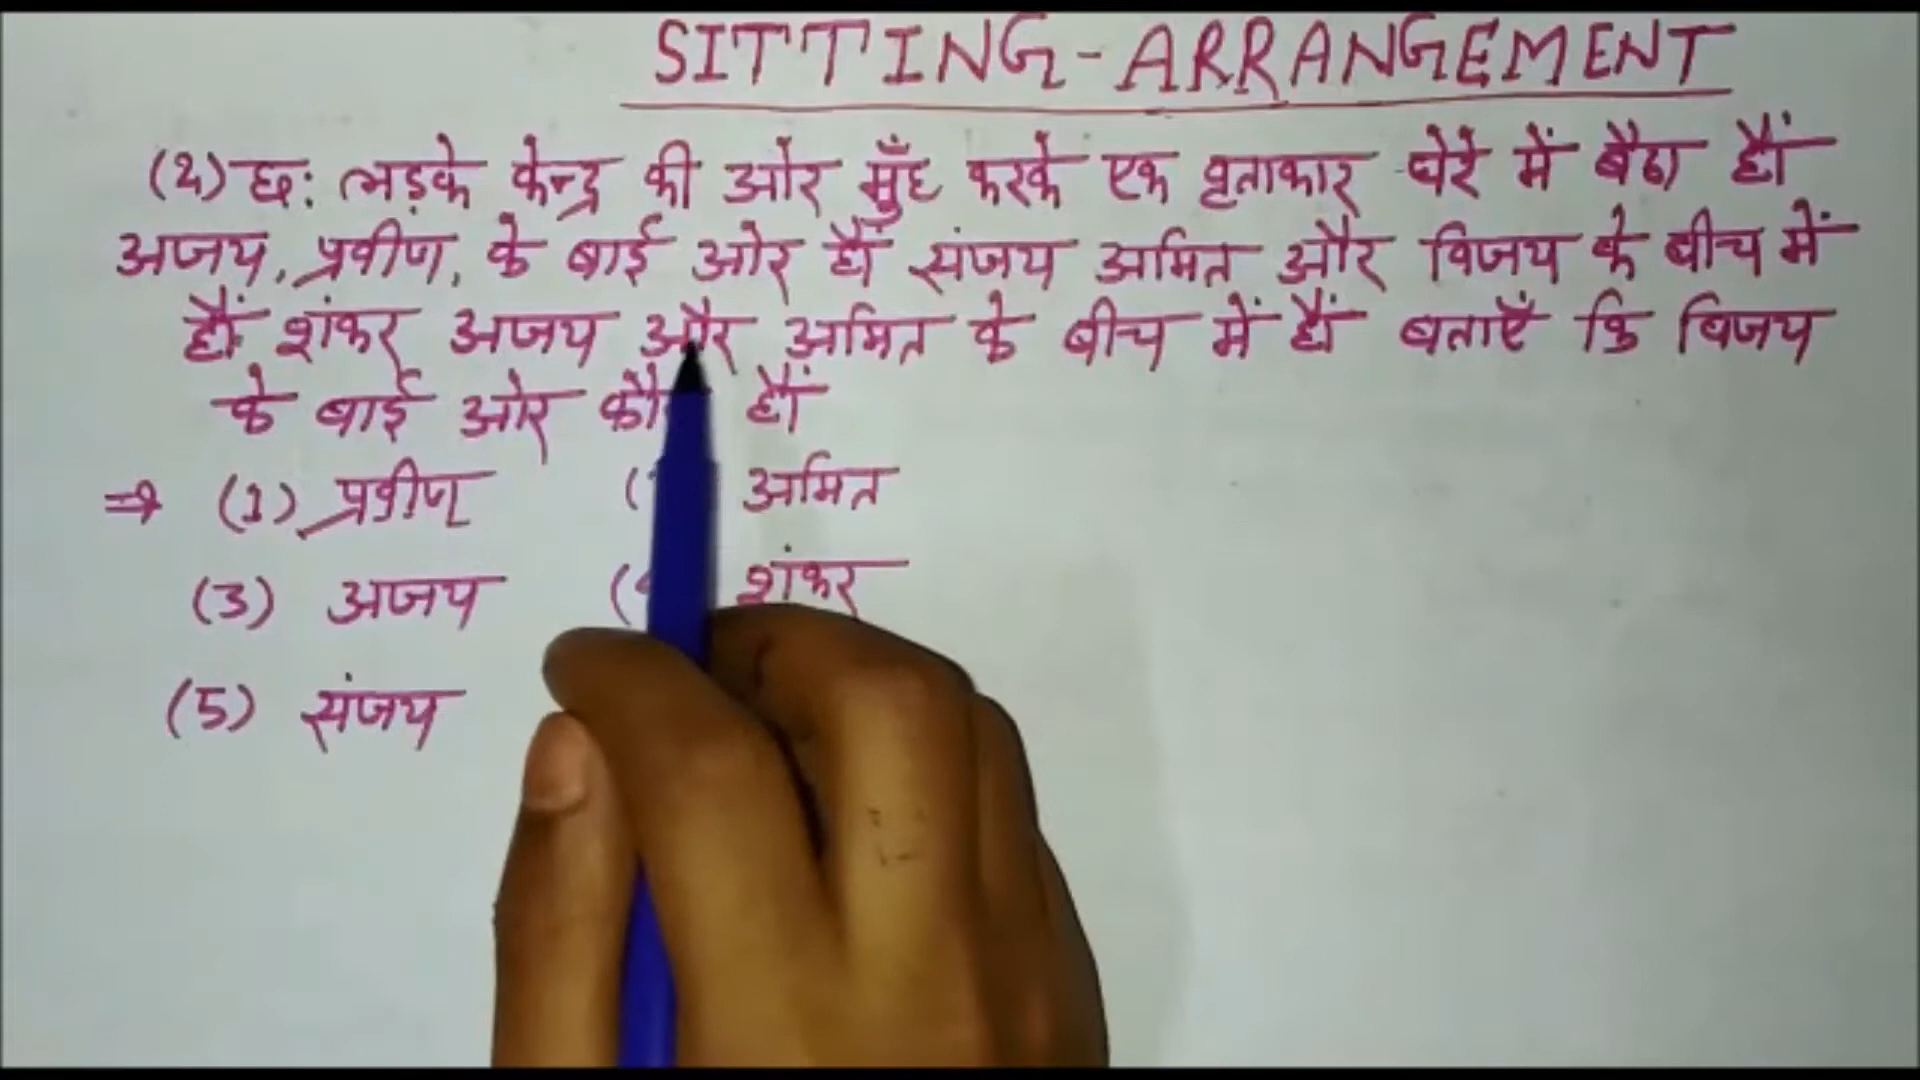 SITTING-ARRANGEMENT
(2) छः लड़के केन्द्र की ओर मुँह करके एक वृताकार घेरे में बैठा हैं
अजय, प्रवीण, के बाई ओर हैं संजय अमित और विजय के बीच में
हैं शंकर अजय और अमित के बीच में हैं बताएँ कि विजय
के बाई ओर हैं
⇒ (1) प्रवीण अमित
(3) अजय शंकर
(5) संजय